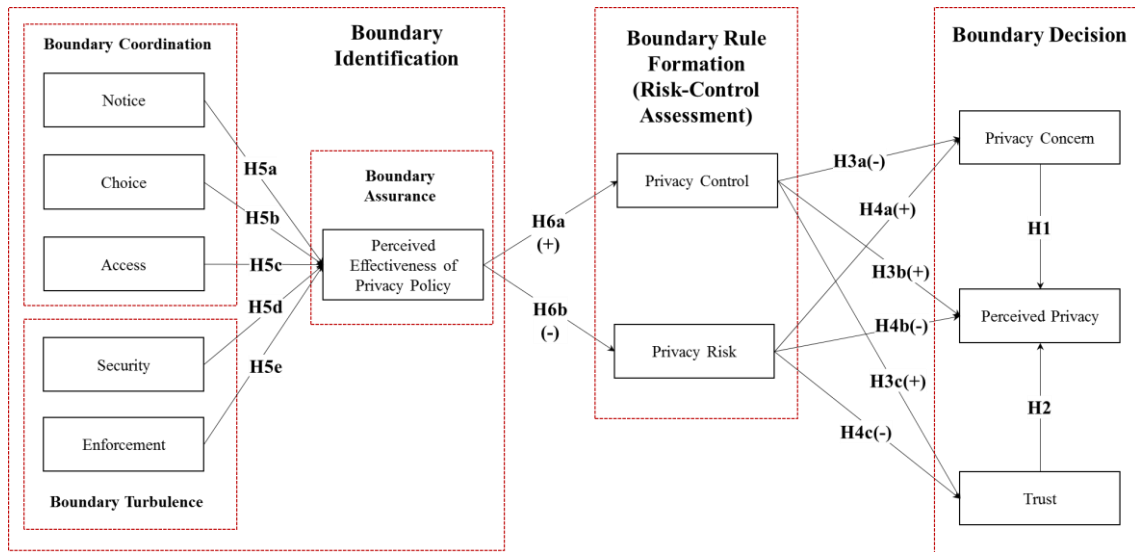 Boundary Coordination
Notice
Choice
Access
Security
Enforcement
Boundary Turbulence
H5a
H5b
H5c
H5d
H5e
Boundary
Identification
Boundary
Assurance
Perceived
Effectiveness of
Privacy Policy
H6a
(+)
H6b
(-)
Boundary Rule
Formation
(Risk-Control
Assessment)
Privacy Control
Privacy Risk
H3a(-)
H4a(+)
H3b(+)
H4b(-)
H3c(+)
H4c(-)
Boundary Decision
Privacy Concern
H1
Perceived Privacy
H2
Trust